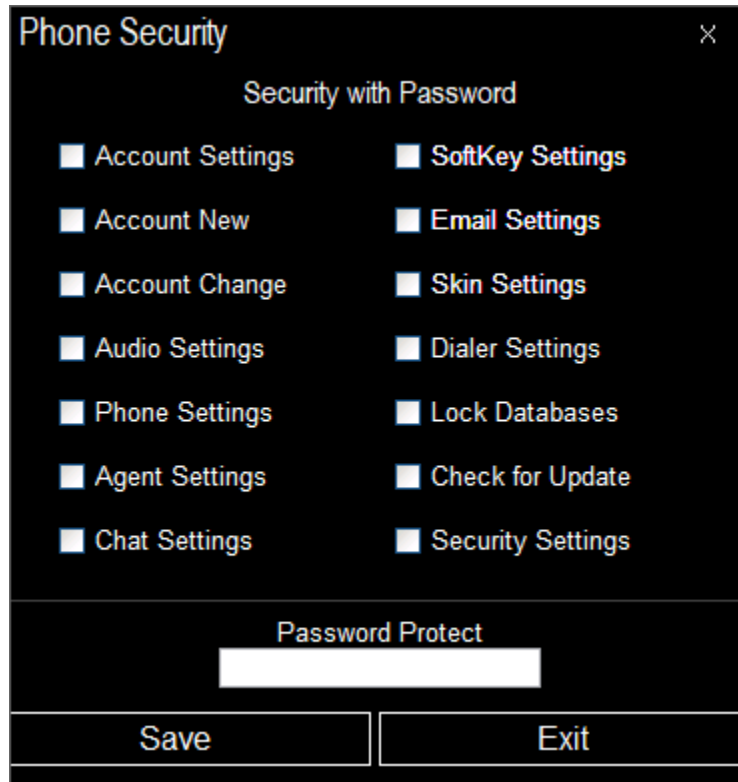 Phone Security X
Security with Password
Account Settings
SoftKey Settings
Account New
Email Settings
Account Change
Skin Settings
Audio Settings
Dialer Settings
Phone Settings
Lock Databases
Agent Settings
Check for Update
Chat Settings
Security Settings
Password Protect
Save
Exit